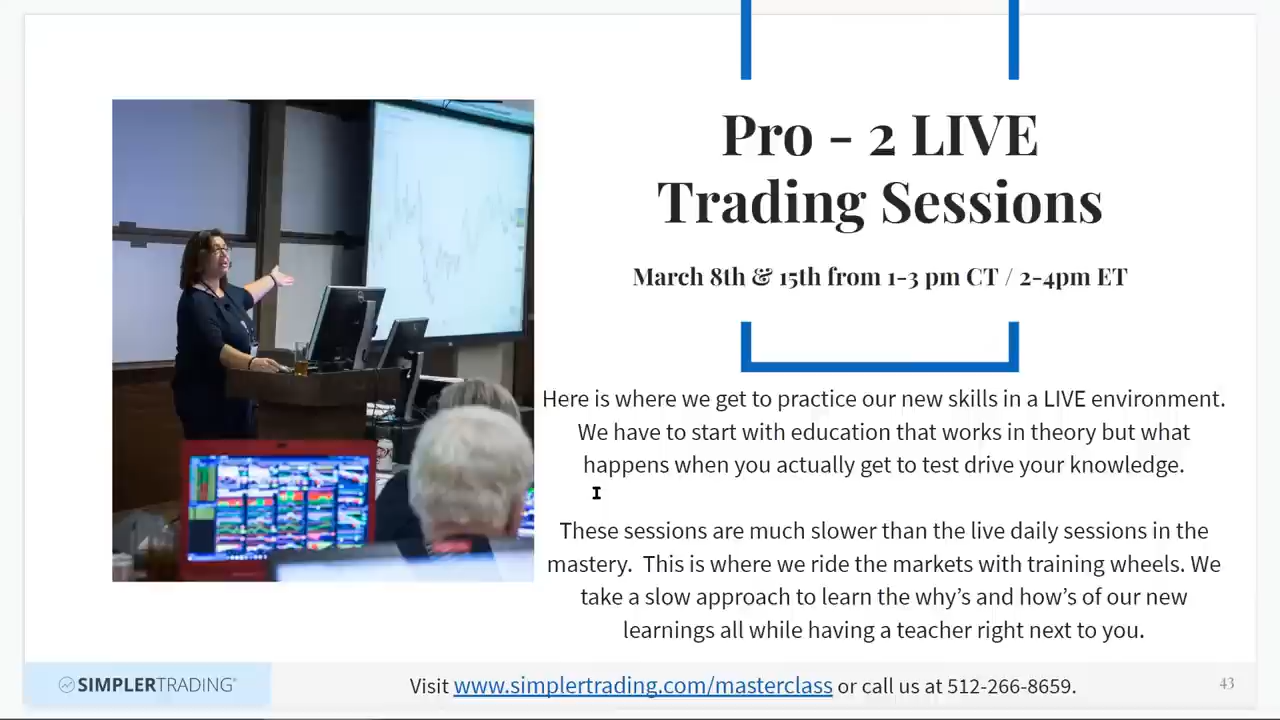 Pro - 2 LIVE
Trading Sessions
March 8th & 15th from 1-3 pm CT / 2-4pm ET
Here is where we get to practice our new skills in a LIVE environment.
We have to start with education that works in theory but what
happens when you actually get to test drive your knowledge.
These sessions are much slower than the live daily sessions in the
mastery.  This is where we ride the markets with training wheels. We
take a slow approach to learn the why’s and how’s of our new
learnings all while having a teacher right next to you.
SIMPLERTRADING®
Visit www.simplertrading.com/masterclass or call us at 512-266-8659.
43